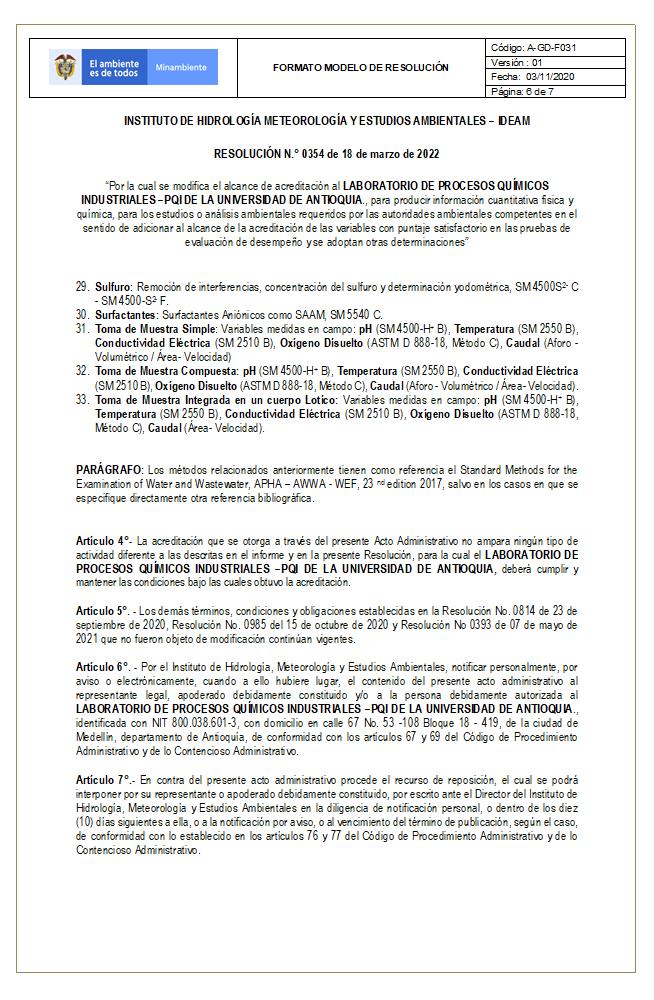 El ambiente
es de todos
Minambiente
FORMATO MODELO DE RESOLUCIÓN
Código: A-GD-F031
Versión : 01
Fecha: 03/11/2020
Página: 6 de 7
INSTITUTO DE HIDROLOGÍA METEOROLOGÍA Y ESTUDIOS AMBIENTALES – IDEAM
RESOLUCIÓN N.° 0354 de 18 de marzo de 2022
“Por la cual se modifica el alcance de acreditación al LABORATORIO DE PROCESOS QUÍMICOS
INDUSTRIALES –PQI DE LA UNIVERSIDAD DE ANTIOQUIA., para producir información cuantitativa física y
química, para los estudios o análisis ambientales requeridos por las autoridades ambientales competentes en el
sentido de adicionar al alcance de la acreditación de las variables con puntaje satisfactorio en las pruebas de
evaluación de desempeño y se adoptan otras determinaciones”
29. Sulfuro: Remoción de interferencias, concentración del sulfuro y determinación yodométrica, SM 4500S²⁻ C
- SM 4500-S²⁻ F.
30. Surfactantes: Surfactantes Aniónicos como SAAM, SM 5540 C.
31. Toma de Muestra Simple: Variables medidas en campo: pH (SM 4500-H⁺ B), Temperatura (SM 2550 B),
Conductividad Eléctrica (SM 2510 B), Oxígeno Disuelto (ASTM D 888-18, Método C), Caudal (Aforo -
Volumétrico / Área- Velocidad)
32. Toma de Muestra Compuesta: pH (SM 4500-H⁺ B), Temperatura (SM 2550 B), Conductividad Eléctrica
(SM 2510 B), Oxígeno Disuelto (ASTM D 888-18, Método C), Caudal (Aforo - Volumétrico / Área- Velocidad).
33. Toma de Muestra Integrada en un cuerpo Lotico: Variables medidas en campo: pH (SM 4500-H⁺ B),
Temperatura (SM 2550 B), Conductividad Eléctrica (SM 2510 B), Oxígeno Disuelto (ASTM D 888-18,
Método C), Caudal (Área- Velocidad).
PARÁGRAFO: Los métodos relacionados anteriormente tienen como referencia el Standard Methods for the
Examination of Water and Wastewater, APHA – AWWA - WEF, 23 ⁿᵈ edition 2017, salvo en los casos en que se
especifique directamente otra referencia bibliográfica.
Artículo 4°- La acreditación que se otorga a través del presente Acto Administrativo no ampara ningún tipo de
actividad diferente a las descritas en el informe y en la presente Resolución, para la cual el LABORATORIO DE
PROCESOS QUÍMICOS INDUSTRIALES –PQI DE LA UNIVERSIDAD DE ANTIOQUIA, deberá cumplir y
mantener las condiciones bajo las cuales obtuvo la acreditación.
Artículo 5°. - Los demás términos, condiciones y obligaciones establecidas en la Resolución No. 0814 de 23 de
septiembre de 2020, Resolución No. 0985 del 15 de octubre de 2020 y Resolución No 0393 de 07 de mayo de
2021 que no fueron objeto de modificación continúan vigentes.
Artículo 6°. - Por el Instituto de Hidrología, Meteorología y Estudios Ambientales, notificar personalmente, por
aviso o electrónicamente, cuando a ello hubiere lugar, el contenido del presente acto administrativo al
representante legal, apoderado debidamente constituido y/o a la persona debidamente autorizada al
LABORATORIO DE PROCESOS QUÍMICOS INDUSTRIALES –PQI DE LA UNIVERSIDAD DE ANTIOQUIA.,
identificada con NIT 800.038.601-3, con domicilio en calle 67 No. 53 -108 Bloque 18 - 419, de la ciudad de
Medellín, departamento de Antioquía, de conformidad con los artículos 67 y 69 del Código de Procedimiento
Administrativo y de lo Contencioso Administrativo.
Artículo 7°.- En contra del presente acto administrativo procede el recurso de reposición, el cual se podrá
interponer por su representante o apoderado debidamente constituido, por escrito ante el Director del Instituto de
Hidrología, Meteorología y Estudios Ambientales en la diligencia de notificación personal, o dentro de los diez
(10) días siguientes a ella, o a la notificación por aviso, o al vencimiento del término de publicación, según el caso,
de conformidad con lo establecido en los artículos 76 y 77 del Código de Procedimiento Administrativo y de lo
Contencioso Administrativo.